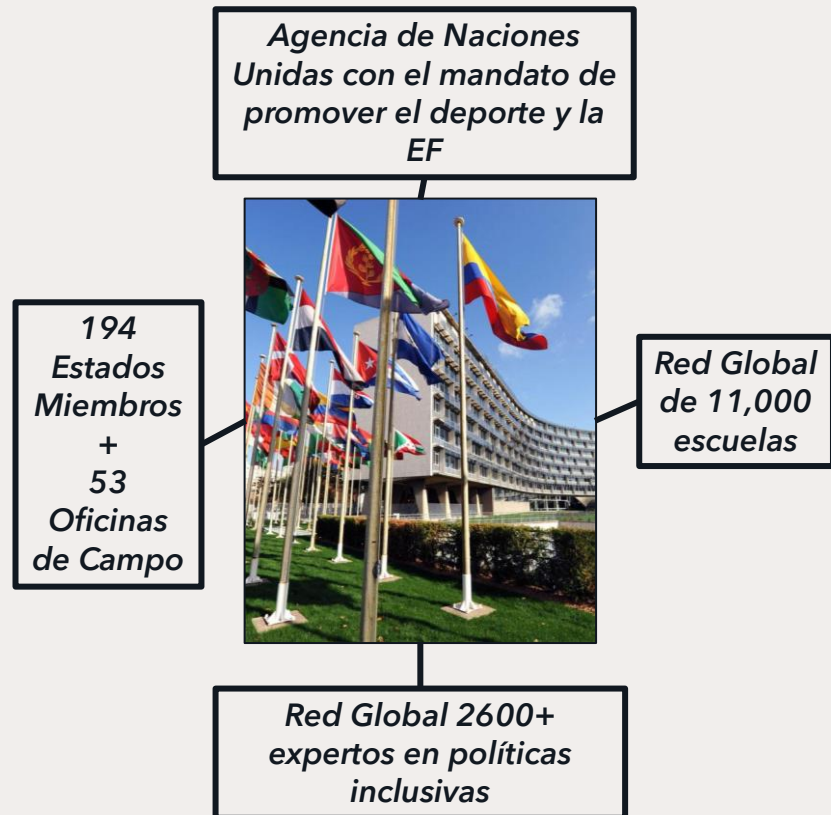 Agencia de Naciones
Unidas con el mandato de
promover el deporte y la
EF
194
Estados
Miembros
+
53
Oficinas
de Campo
Red Global
de 11,000
escuelas
Red Global 2600+
expertos en políticas
inclusivas